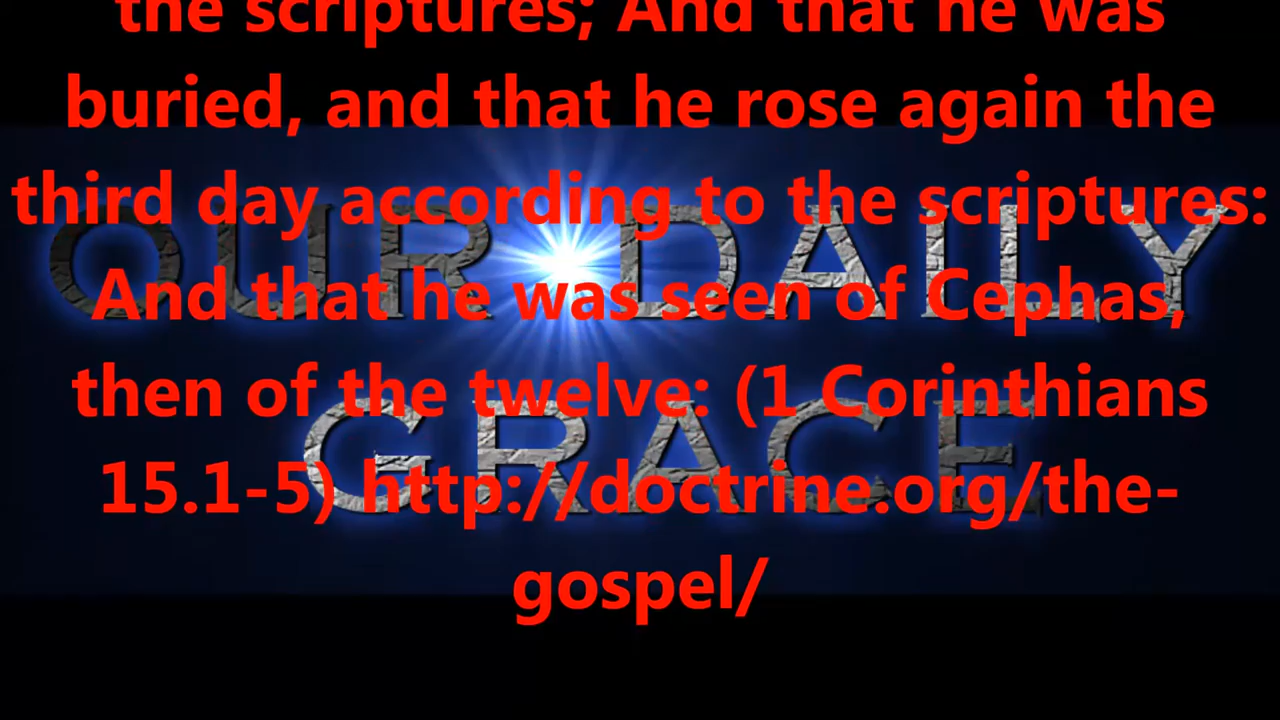 the scriptures; And that he was
buried, and that he rose again the
third day according to the scriptures:
And that he was seen of Cephas,
then of the twelve: (1 Corinthians
15.1-5) http://doctrine.org/the-
gospel/
OUR DAILY
GRACE